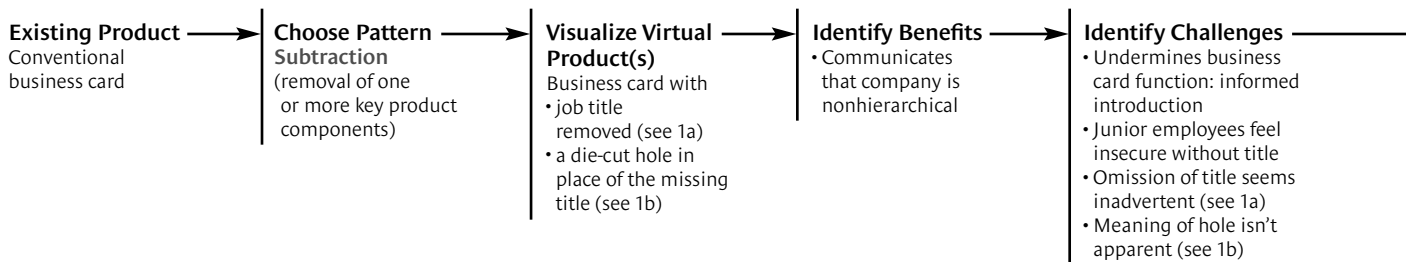 Existing Product
Conventional
business card
Choose Pattern
Subtraction
(removal of one
or more key product
components)
Visualize Virtual
Product(s)
Business card with
• job title
removed (see 1a)
• a die-cut hole in
place of the missing
title (see 1b)
Identify Benefits
• Communicates
that company is
nonhierarchical
Identify Challenges
• Undermines business
card function: informed
introduction
• Junior employees feel
insecure without title
• Omission of title seems
inadvertent (see 1a)
• Meaning of hole isn’t
apparent (see 1b)